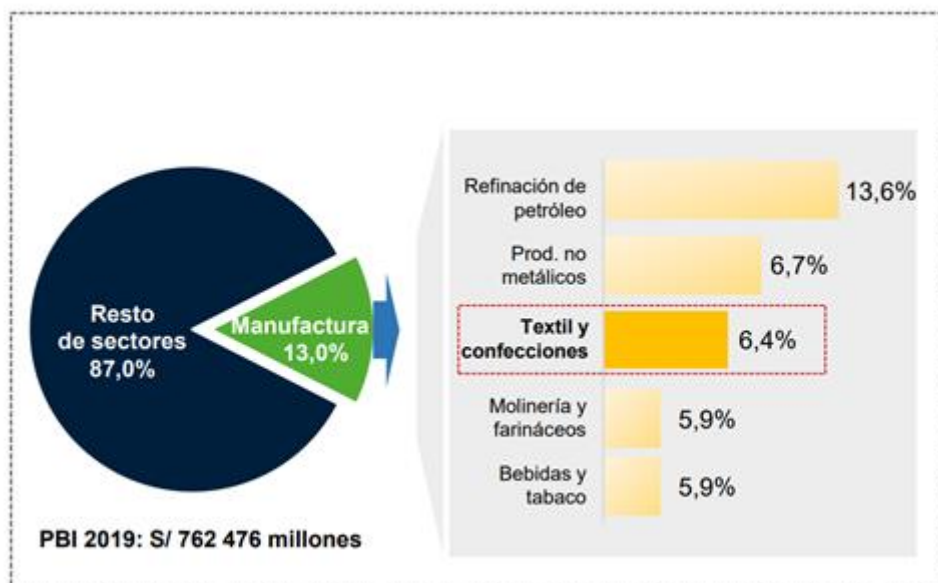 Resto
de sectores
87,0%
Manufactura
13,0%
Refinación de
petróleo
13,6%
Prod. no
metálicos
6,7%
Textil y
confecciones
6,4%
Molinería y
farináceos
5,9%
Bebidas y
tabaco
5,9%
PBI 2019: S/ 762 476 millones